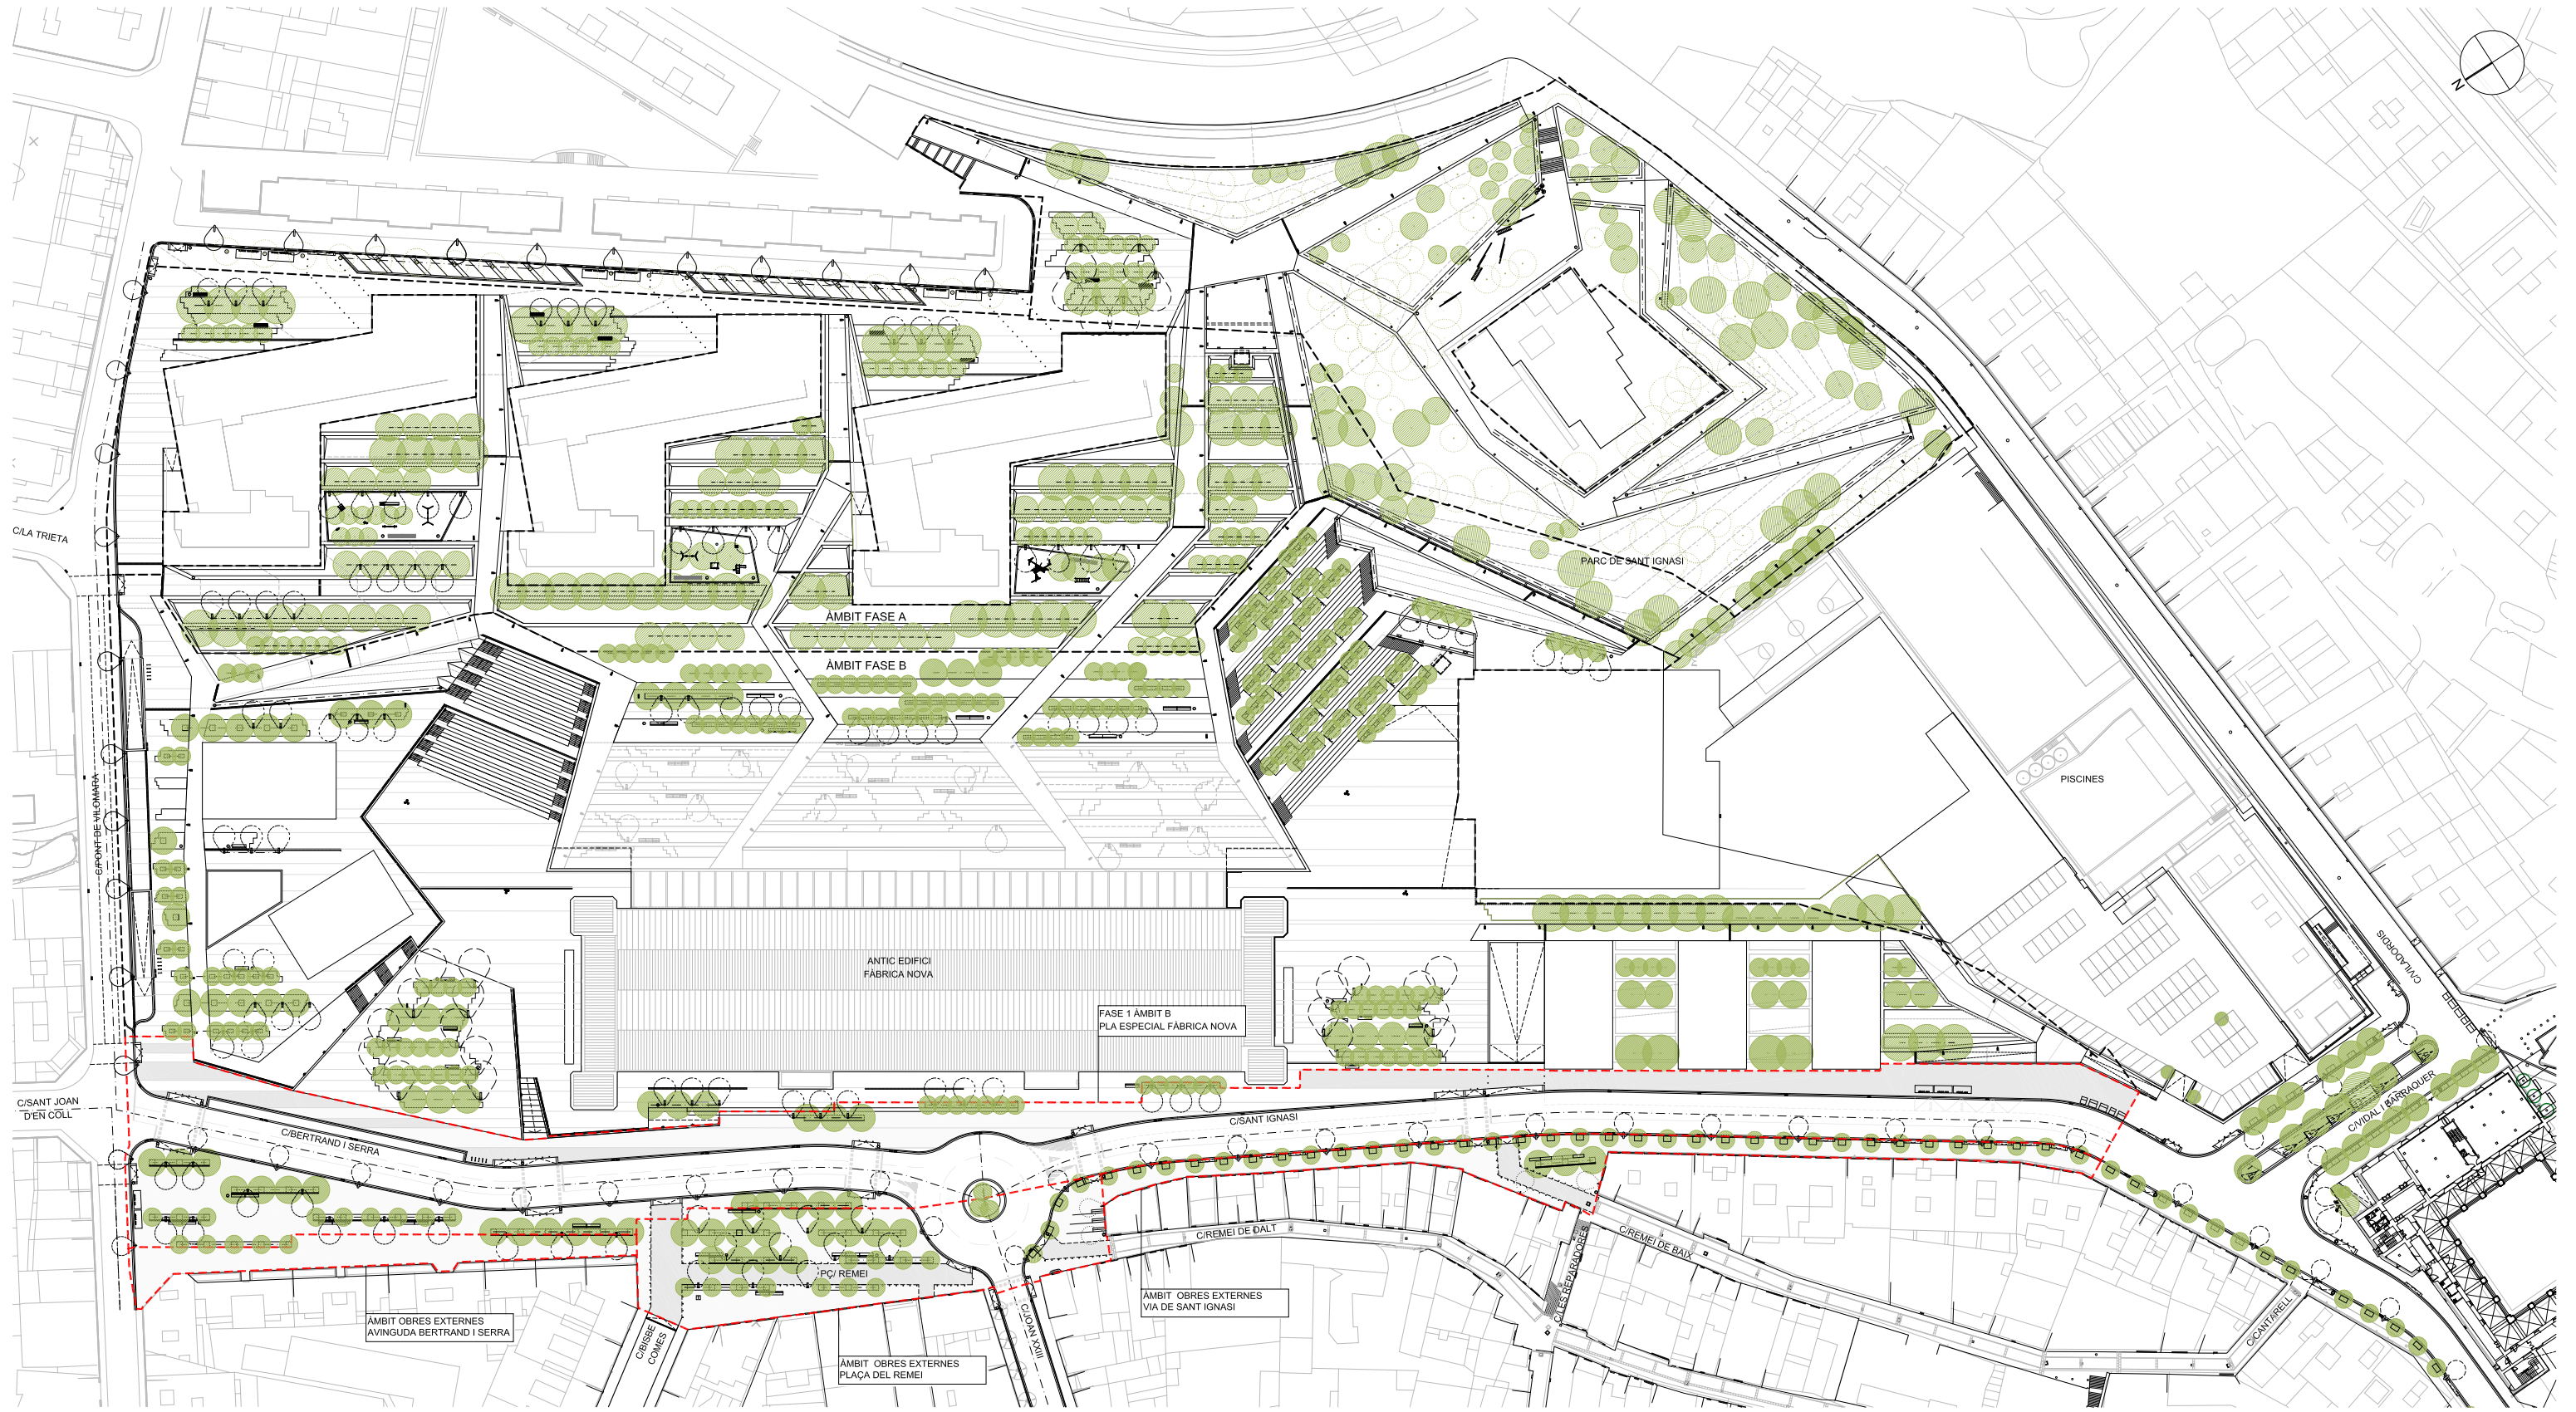 N
C/LA TRIETA
PARC DE SANT IGNASI
ÀMBIT FASE A
ÀMBIT FASE B
C/PONT DE VILOMARA
PISCINES
C/VILADORDIS
ANTIC EDIFICI
FÀBRICA NOVA
FASE 1 ÀMBIT B
PLA ESPECIAL FÀBRICA NOVA
C/SANT JOAN
D'EN COLL
C/BERTRAND I SERRA
C/SANT IGNASI
C/VIDAL I BARRAQUER
C/REMEI DE DALT
C/REMEI DE BAIX
C/LES REPARADORES
PÇ/ REMEI
C/CANTARELL
ÀMBIT OBRES EXTERNES
VIA DE SANT IGNASI
ÀMBIT OBRES EXTERNES
AVINGUDA BERTRAND I SERRA
C/BISBE
COMES
C/JOAN XXIII
ÀMBIT OBRES EXTERNES
PLAÇA DEL REMEI